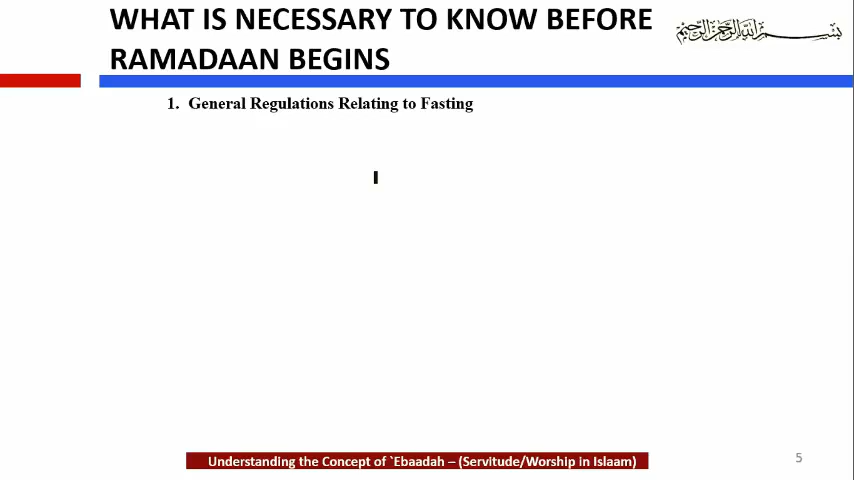 WHAT IS NECESSARY TO KNOW BEFORE
RAMADAAN BEGINS
بسم الله الرحمن الرحيم
1. General Regulations Relating to Fasting
Understanding the Concept of `Ebaadah – (Servitude/Worship in Islaam)
5